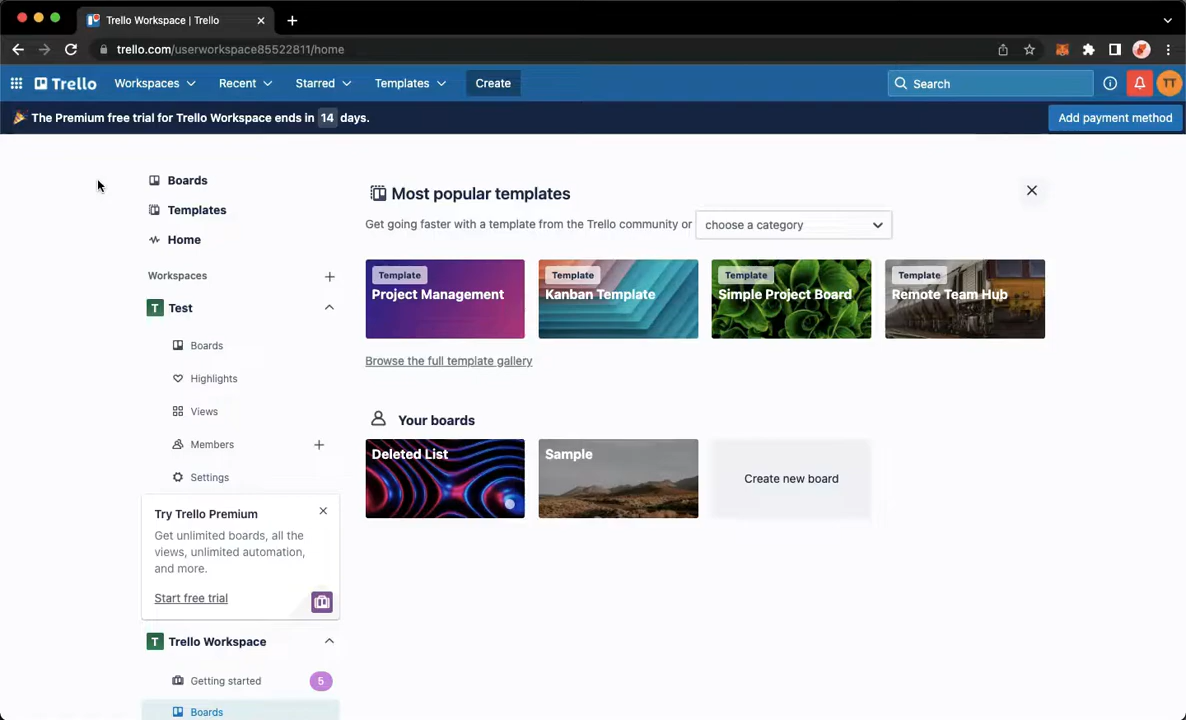 Trello Workspace | Trello
trello.com/userworkspace85522811/home
Trello Workspaces Recent Starred Templates Create Search TT
The Premium free trial for Trello Workspace ends in 14 days. Add payment method
Boards
Templates
Home
Workspaces
T Test
Boards
Highlights
Views
Members
Settings
Try Trello Premium
Get unlimited boards, all the
views, unlimited automation,
and more.
Start free trial
T Trello Workspace
Getting started 5
Boards
Most popular templates
Get going faster with a template from the Trello community or choose a category
Template
Project Management
Template
Kanban Template
Template
Simple Project Board
Template
Remote Team Hub
Browse the full template gallery
Your boards
Deleted List
Sample
Create new board